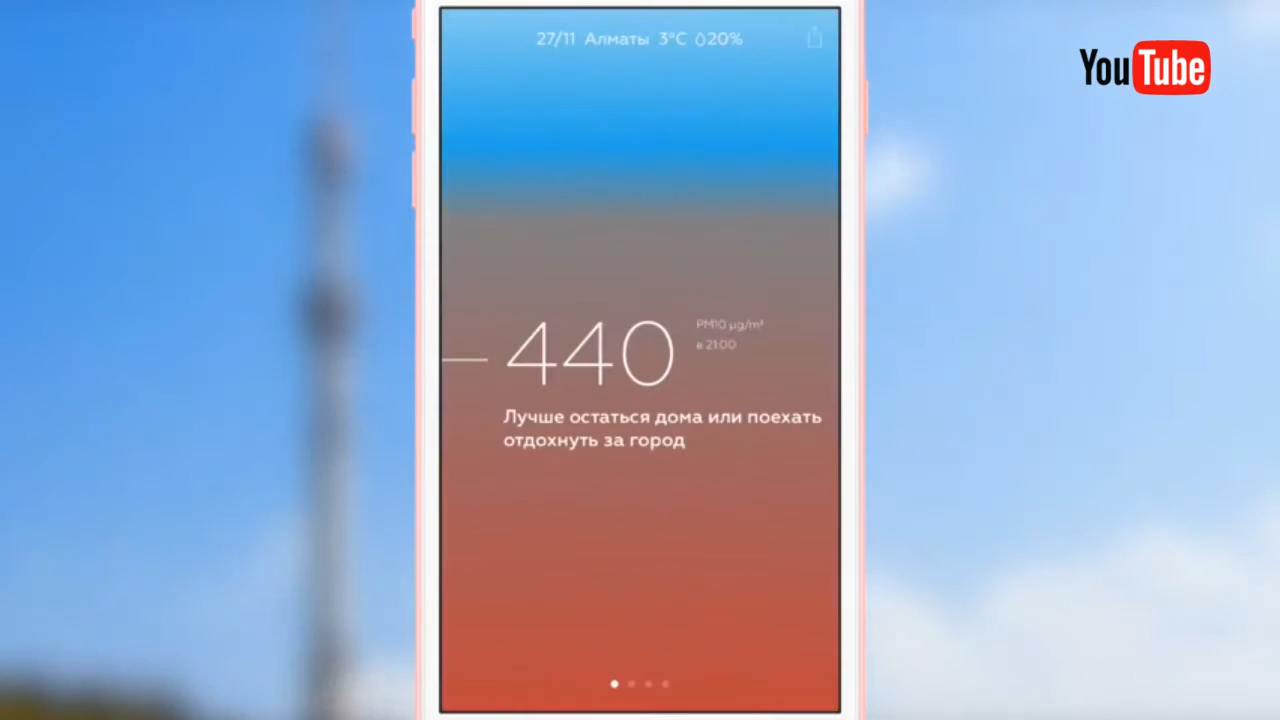 27/11 Алматы 3°C 20%
YouTube
440
PM10 µg/m³
в 21:00
Лучше остаться дома или поехать
отдохнуть за город